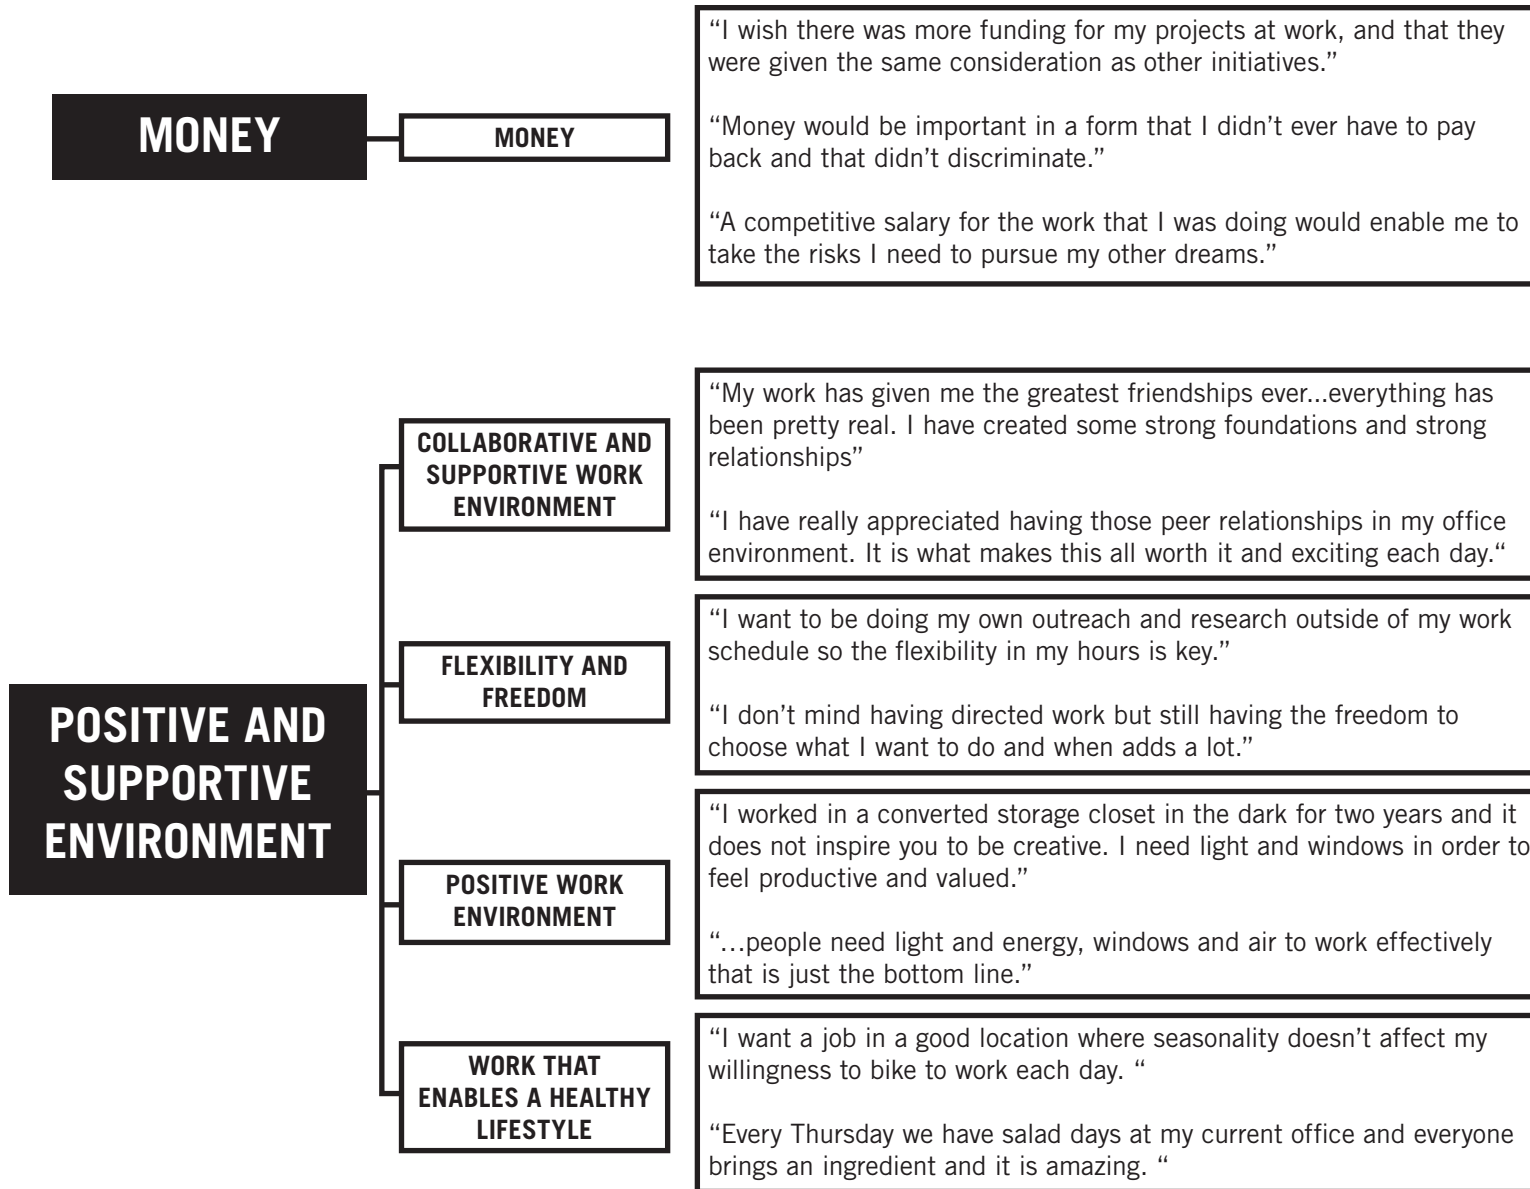 MONEY
MONEY
“I wish there was more funding for my projects at work, and that they
were given the same consideration as other initiatives.”
“Money would be important in a form that I didn’t ever have to pay
back and that didn’t discriminate.”
“A competitive salary for the work that I was doing would enable me to
take the risks I need to pursue my other dreams.”
POSITIVE AND
SUPPORTIVE
ENVIRONMENT
COLLABORATIVE AND
SUPPORTIVE WORK
ENVIRONMENT
“My work has given me the greatest friendships ever...everything has
been pretty real. I have created some strong foundations and strong
relationships”
“I have really appreciated having those peer relationships in my office
environment. It is what makes this all worth it and exciting each day.“
FLEXIBILITY AND
FREEDOM
“I want to be doing my own outreach and research outside of my work
schedule so the flexibility in my hours is key.”
“I don’t mind having directed work but still having the freedom to
choose what I want to do and when adds a lot.”
POSITIVE WORK
ENVIRONMENT
“I worked in a converted storage closet in the dark for two years and it
does not inspire you to be creative. I need light and windows in order to
feel productive and valued.”
“…people need light and energy, windows and air to work effectively
that is just the bottom line.”
WORK THAT
ENABLES A HEALTHY
LIFESTYLE
“I want a job in a good location where seasonality doesn’t affect my
willingness to bike to work each day. “
“Every Thursday we have salad days at my current office and everyone
brings an ingredient and it is amazing. “